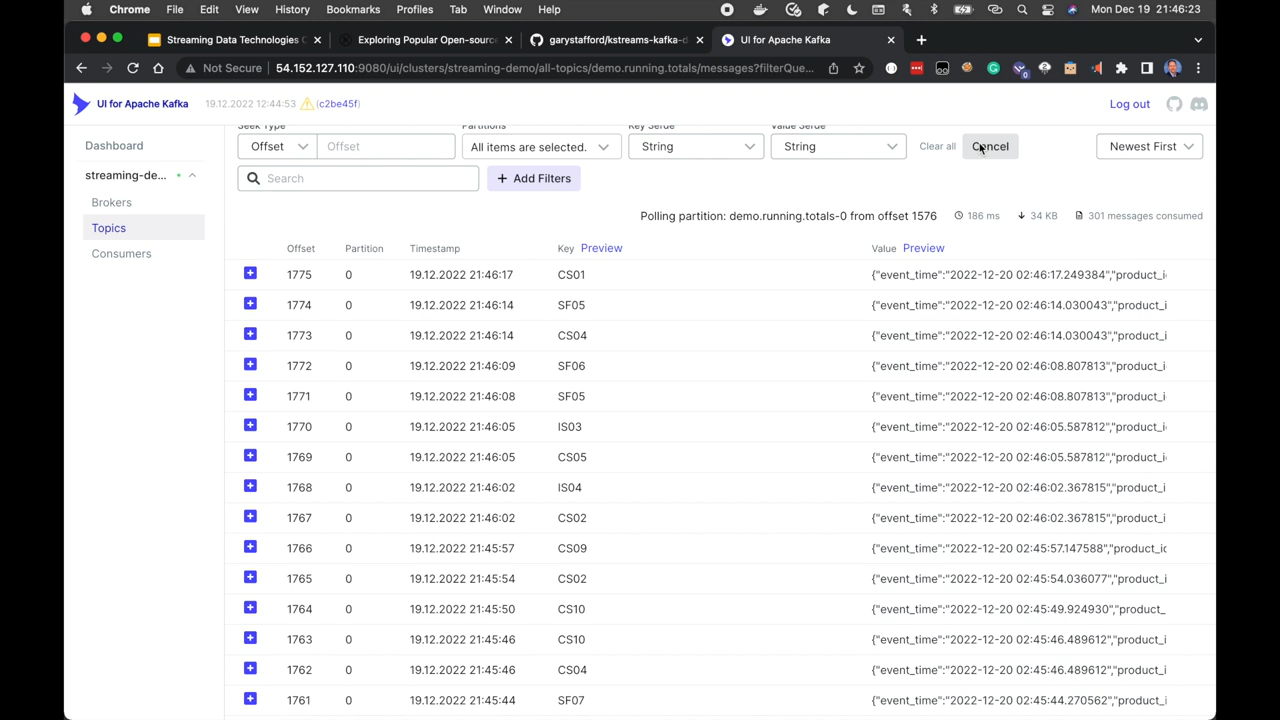 Chrome File Edit View History Bookmarks Profiles Tab Window Help Mon Dec 19 21:46:23
Streaming Data Technologies Exploring Popular Open-sour garystafford/kstreams-kafka-d UI for Apache Kafka
Not Secure 54.152.127.110:9080/ui/clusters/streaming-demo/all-topics/demo.running.totals/messages?filterQue...
UI for Apache Kafka 19.12.2022 12:44:53 (c2be45f) Log out
Dashboard
streaming-de...
Brokers
Topics
Consumers
Seek Type Partitions Key Serde Value Serde
Offset Offset All items are selected. String String Clear all Cancel Newest First
Search Add Filters
Polling partition: demo.running.totals-0 from offset 1576 186 ms 34 KB 301 messages consumed
Offset Partition Timestamp Key Preview Value Preview
1775 0 19.12.2022 21:46:17 CS01 {"event_time":"2022-12-20 02:46:17.249384","product_i
1774 0 19.12.2022 21:46:14 SF05 {"event_time":"2022-12-20 02:46:14.030043","product_i
1773 0 19.12.2022 21:46:14 CS04 {"event_time":"2022-12-20 02:46:14.030043","product_i
1772 0 19.12.2022 21:46:09 SF06 {"event_time":"2022-12-20 02:46:08.807813","product_i
1771 0 19.12.2022 21:46:08 SF05 {"event_time":"2022-12-20 02:46:08.807813","product_i
1770 0 19.12.2022 21:46:05 IS03 {"event_time":"2022-12-20 02:46:05.587812","product_i
1769 0 19.12.2022 21:46:05 CS05 {"event_time":"2022-12-20 02:46:05.587812","product_i
1768 0 19.12.2022 21:46:02 IS04 {"event_time":"2022-12-20 02:46:02.367815","product_i
1767 0 19.12.2022 21:46:02 CS02 {"event_time":"2022-12-20 02:46:02.367815","product_i
1766 0 19.12.2022 21:45:57 CS09 {"event_time":"2022-12-20 02:45:57.147588","product_ic
1765 0 19.12.2022 21:45:54 CS02 {"event_time":"2022-12-20 02:45:54.036077","product_i
1764 0 19.12.2022 21:45:50 CS10 {"event_time":"2022-12-20 02:45:49.924930","product_
1763 0 19.12.2022 21:45:46 CS10 {"event_time":"2022-12-20 02:45:46.489612","product_i
1762 0 19.12.2022 21:45:46 CS04 {"event_time":"2022-12-20 02:45:46.489612","product_i
1761 0 19.12.2022 21:45:44 SF07 {"event_time":"2022-12-20 02:45:44.270562","product_i